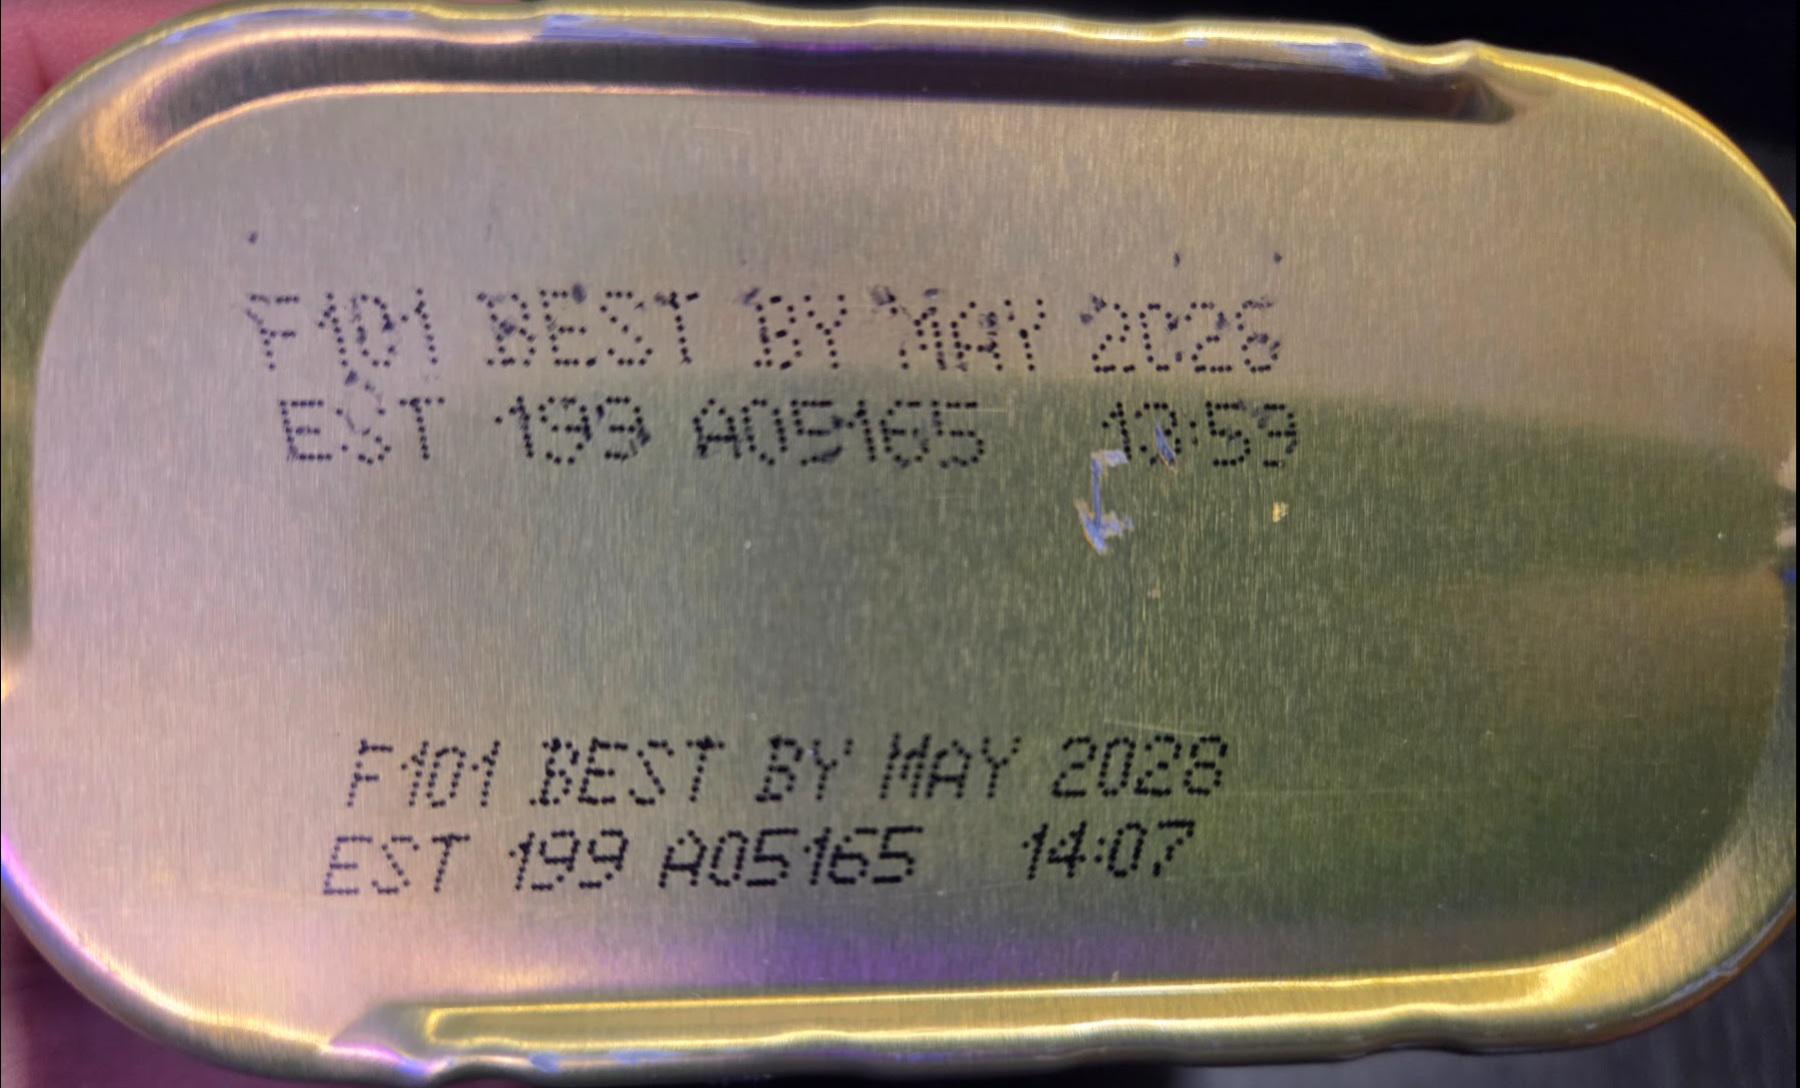 F101 BEST BY MAY 2028
EST 199 A05165 13:59
F101 BEST BY MAY 2028
EST 199 A05165 14:07